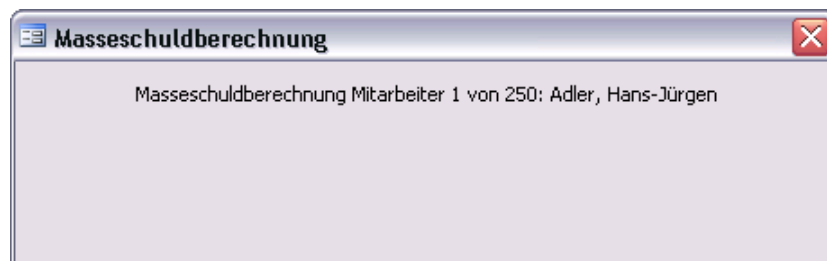 Masseschuldberechnung
Masseschuldberechnung Mitarbeiter 1 von 250: Adler, Hans-Jürgen